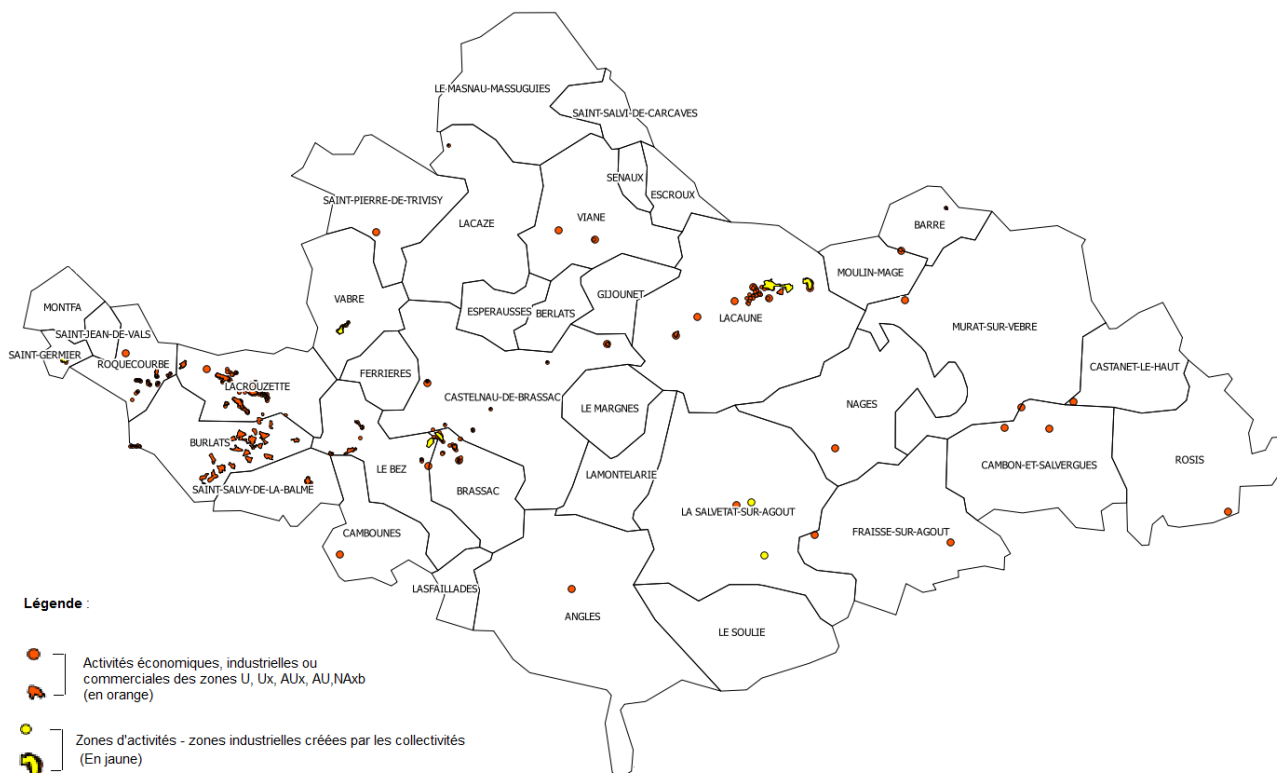 LE MASNAU-MASSUGUIES
SAINT-SALVI-DE-CARCAVES
SENAUX
ESCROUX
SAINT-PIERRE-DE-TRIVISY
LACAZE
VIANE
BARRE
MOULIN-MAGE
VABRE
GIJOUNET
ESPERAUSSES
BERLATS
LACAUNE
MURAT-SUR-VEBRE
MONTFA
SAINT-JEAN-DE-VALS
SAINT-GERMIER
ROQUECOURBE
LACROUZETTE
FERRIERES
CASTELNAU-DE-BRASSAC
LE MARGNES
NAGES
CASTANET-LE-HAUT
BURLATS
LE BEZ
BRASSAC
LAMONTELARIE
CAMBON-ET-SALVERGUES
ROSIS
SAINT-SALVY-DE-LA-BALME
LA SALVETAT-SUR-AGOUT
CAMBOUNES
FRAISSE-SUR-AGOUT
LASFAILLADES
ANGLES
LE SOULIE
Légende :
Activités économiques, industrielles ou
commerciales des zones U, Ux, AUx, AU,NAxb
(en orange)
Zones d'activités - zones industrielles créées par les collectivités
(En jaune)